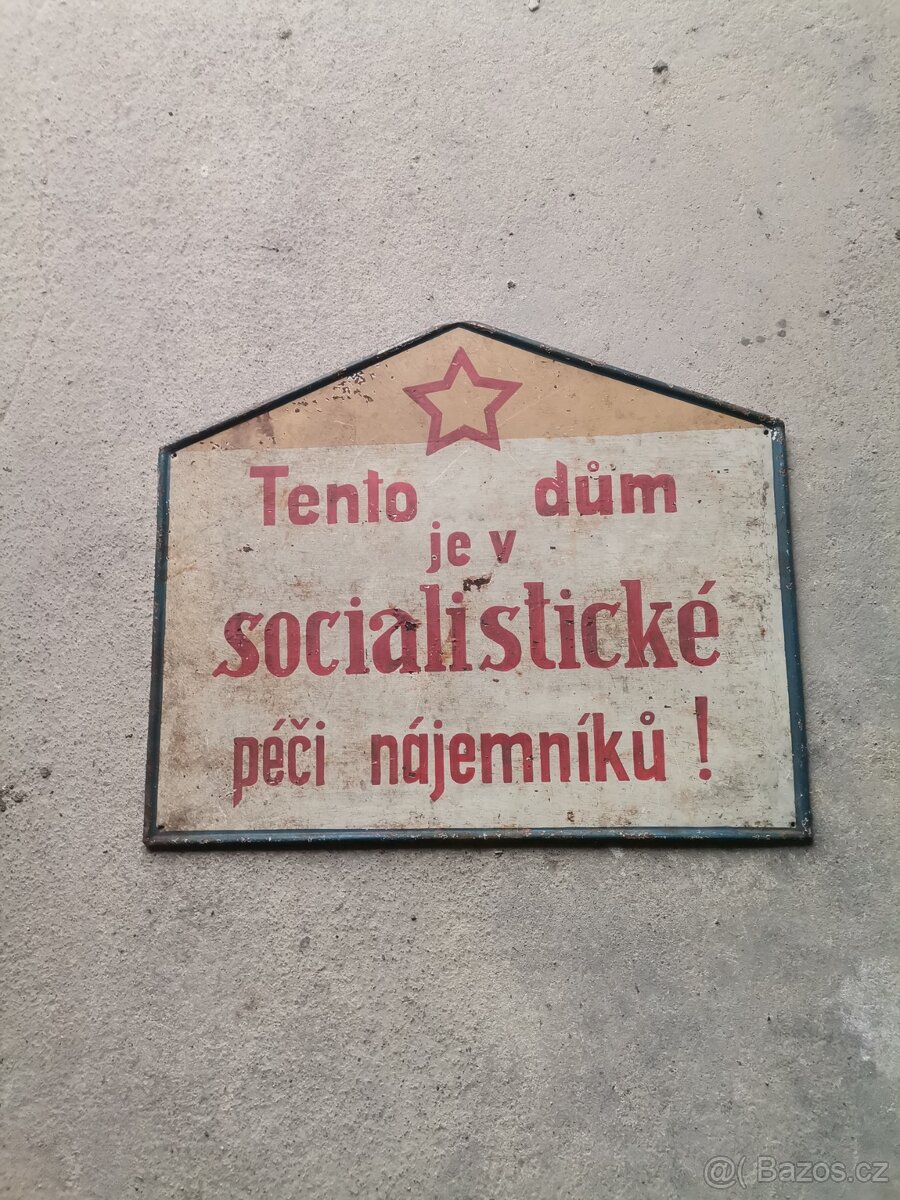 Tento dům
je v
socialistické
péči nájemníků!
@( Bazos.cz